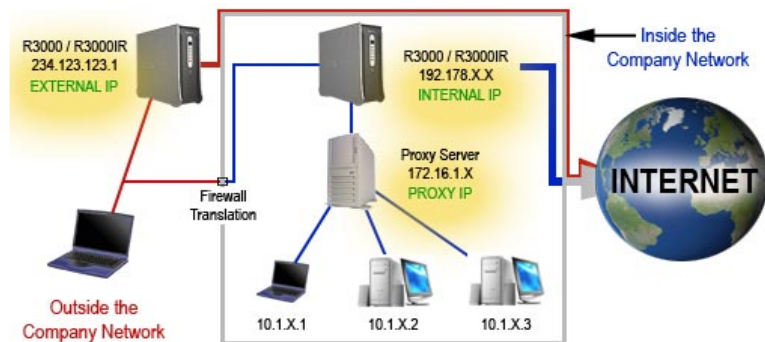 R3000 / R3000IR
234.123.123.1
EXTERNAL IP
R3000 / R3000IR
192.178.X.X
INTERNAL IP
Inside the
Company Network
Proxy Server
172.16.1.X
PROXY IP
INTERNET
Firewall
Translation
Outside the
Company Network
10.1.X.1
10.1.X.2
10.1.X.3